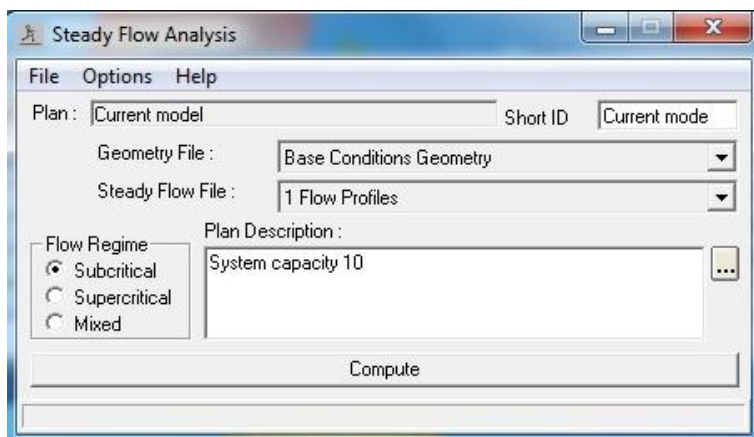 Steady Flow Analysis
File Options Help
Plan : Current model Short ID Current mode
Geometry File : Base Conditions Geometry
Steady Flow File : 1 Flow Profiles
Flow Regime
Subcritical
Supercritical
Mixed
Plan Description :
System capacity 10
...
Compute